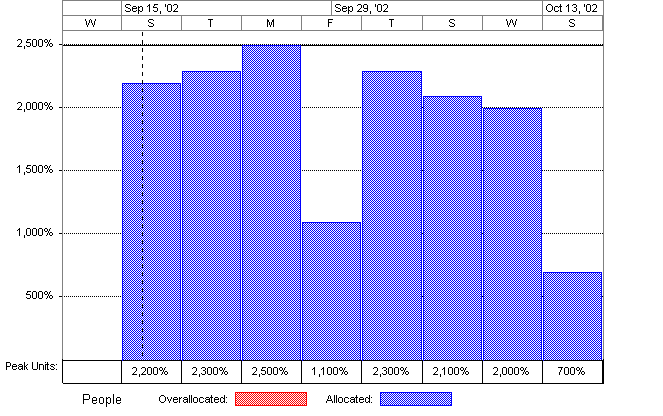 Sep 15, '02 Sep 29, '02 Oct 13, '02
W S T M F T S W S
2,500%
2,000%
1,500%
1,000%
500%
Peak Units: 2,200% 2,300% 2,500% 1,100% 2,300% 2,100% 2,000% 700%
People Overallocated: Allocated: